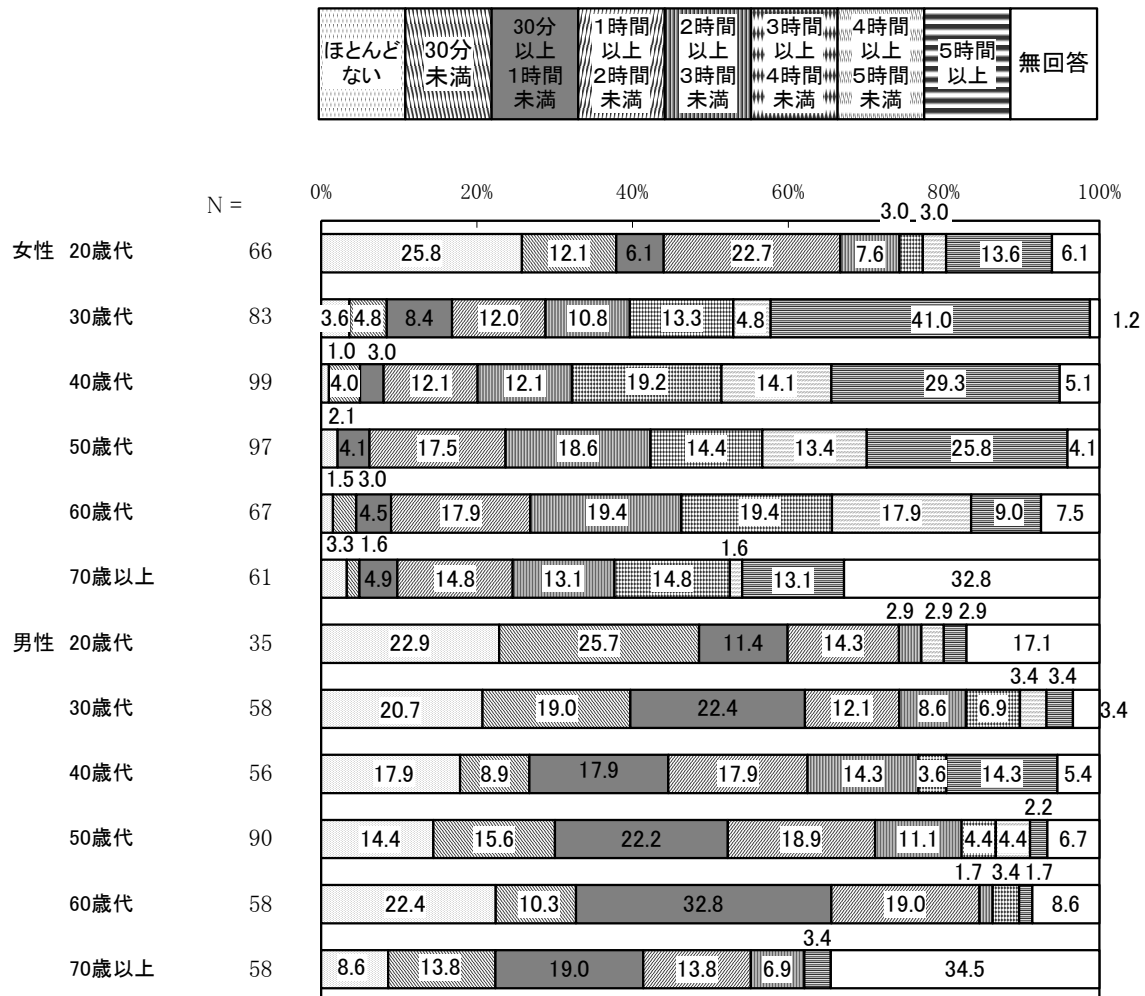 ほとんどない
30分未満
30分以上1時間未満
1時間以上2時間未満
2時間以上3時間未満
3時間以上4時間未満
4時間以上5時間未満
5時間以上
無回答
0% 20% 40% 60% 80% 100%
N =
3.0 3.0
女性 20歳代 66 25.8 12.1 6.1 22.7 7.6 13.6 6.1
30歳代 83 3.6 4.8 8.4 12.0 10.8 13.3 4.8 41.0 1.2
1.0 3.0
40歳代 99 4.0 12.1 12.1 19.2 14.1 29.3 5.1
2.1
50歳代 97 4.1 17.5 18.6 14.4 13.4 25.8 4.1
1.5 3.0
60歳代 67 4.5 17.9 19.4 19.4 17.9 9.0 7.5
3.3 1.6 1.6
70歳以上 61 4.9 14.8 13.1 14.8 13.1 32.8
2.9 2.9 2.9
男性 20歳代 35 22.9 25.7 11.4 14.3 17.1
3.4 3.4
30歳代 58 20.7 19.0 22.4 12.1 8.6 6.9 3.4
40歳代 56 17.9 8.9 17.9 17.9 14.3 3.6 14.3 5.4
2.2
50歳代 90 14.4 15.6 22.2 18.9 11.1 4.4 4.4 6.7
1.7 3.4 1.7
60歳代 58 22.4 10.3 32.8 19.0 8.6
3.4
70歳以上 58 8.6 13.8 19.0 13.8 6.9 34.5